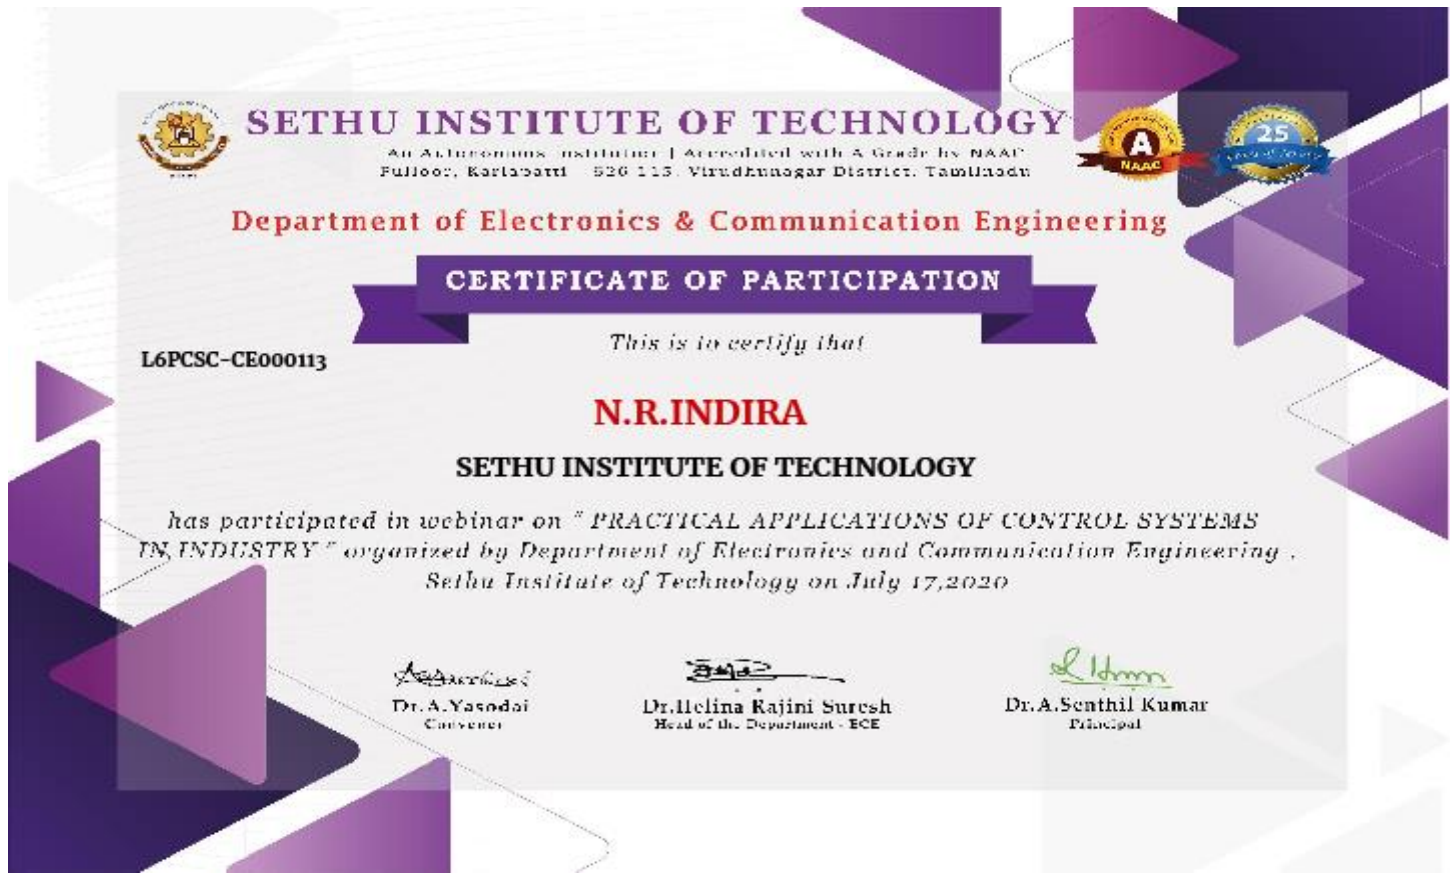 SETHU INSTITUTE OF TECHNOLOGY
An Autonomous Institution | Accredited with A Grade by NAAC
Pulloor, Kariapatti - 626 115. Virudhunagar District. Tamilnadu
A
NAAC
25
Department of Electronics & Communication Engineering
CERTIFICATE OF PARTICIPATION
This is to certify that
L6PCSC-CE000113
N.R.INDIRA
SETHU INSTITUTE OF TECHNOLOGY
has participated in webinar on " PRACTICAL APPLICATIONS OF CONTROL SYSTEMS
IN INDUSTRY " organized by Department of Electronics and Communication Engineering ,
Sethu Institute of Technology on July 17,2020
Dr.A.Yasodai
Convener
Dr.Helina Rajini Suresh
Head of the Department - ECE
Dr.A.Senthil Kumar
Principal